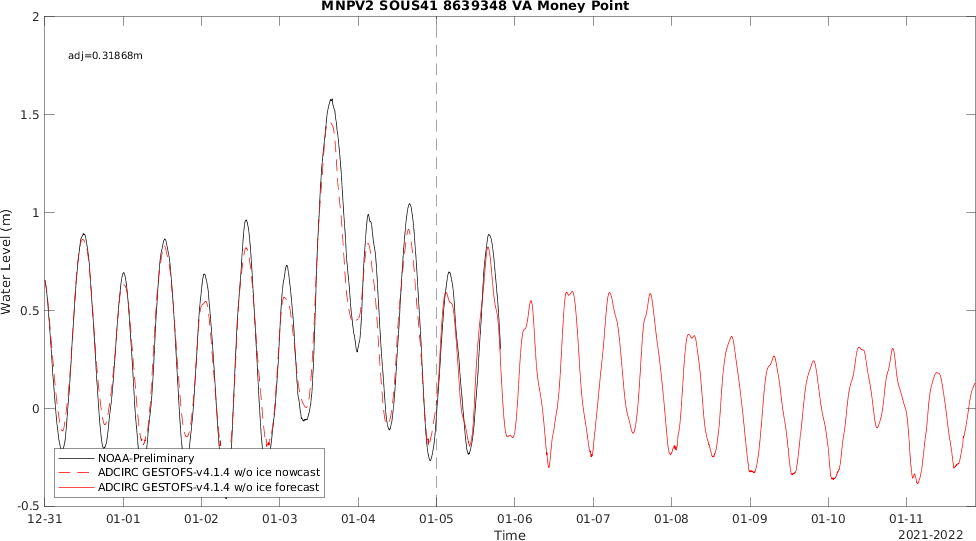 MNPV2 SOUS41 8639348 VA Money Point
adj=0.31868m
2
1.5
1
0.5
0
-0.5
Water Level (m)
NOAA-Preliminary
ADCIRC GESTOFS-v4.1.4 w/o ice nowcast
ADCIRC GESTOFS-v4.1.4 w/o ice forecast
12-31 01-01 01-02 01-03 01-04 01-05 01-06 01-07 01-08 01-09 01-10 01-11
Time
2021-2022